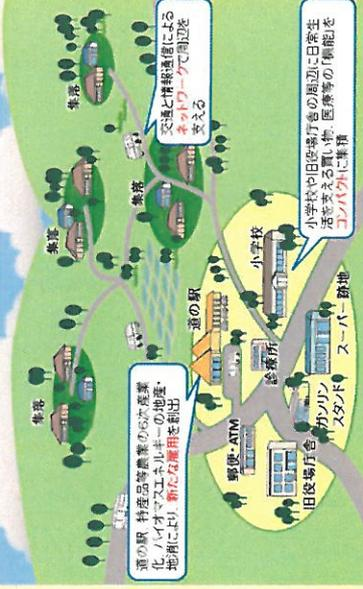 集落
集落
集落
集落
交通と情報通信による
ネットワークで周辺を
支える
道の駅、特産品等農業の6次産業
化、バイオマスエネルギーの地産・
地消により、新たな雇用を創出
小学校や旧役場庁舎の周辺に日常生
活を支える買い物、医療等の「機能」を
コンパクトに集積
道の駅
小学校
診療所
郵便・ATM
ガソリン
スタンド
スーパー跡地
旧役場庁舎